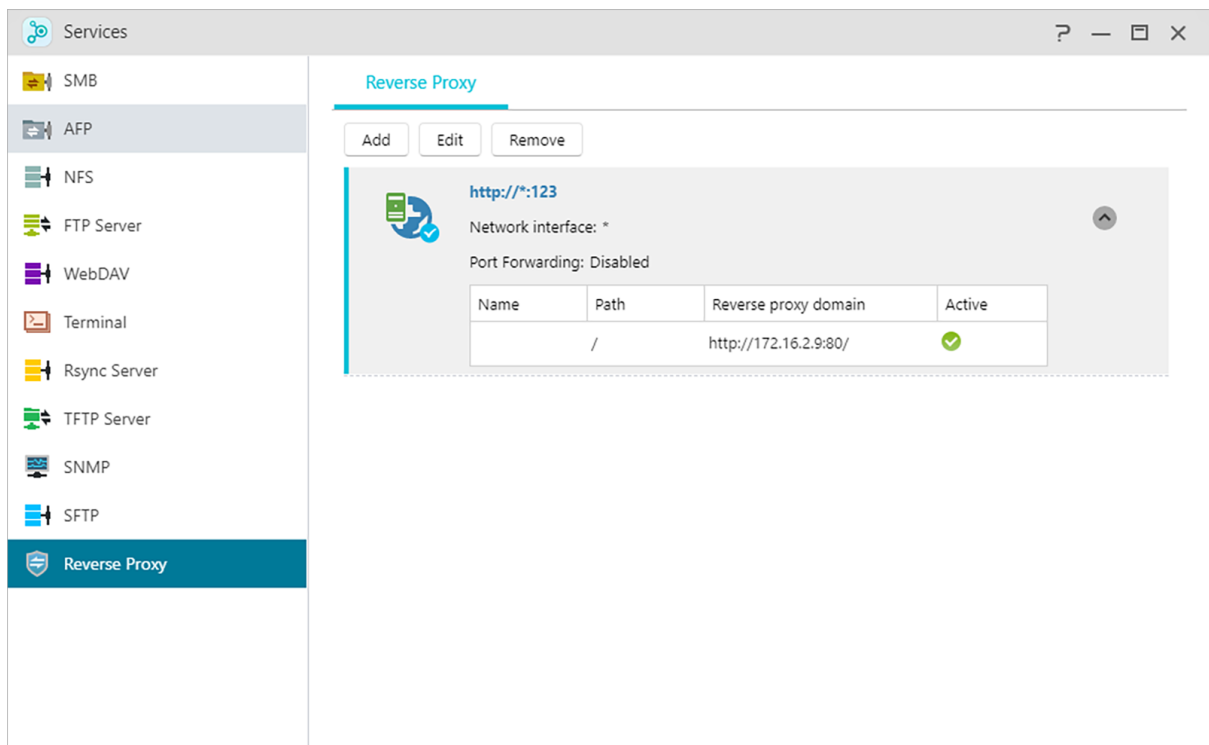 Services
SMB
AFP
NFS
FTP Server
WebDAV
Terminal
Rsync Server
TFTP Server
SNMP
SFTP
Reverse Proxy
Reverse Proxy
Add Edit Remove
http://*:123
Network interface: *
Port Forwarding: Disabled
Name Path Reverse proxy domain Active
/ http://172.16.2.9:80/